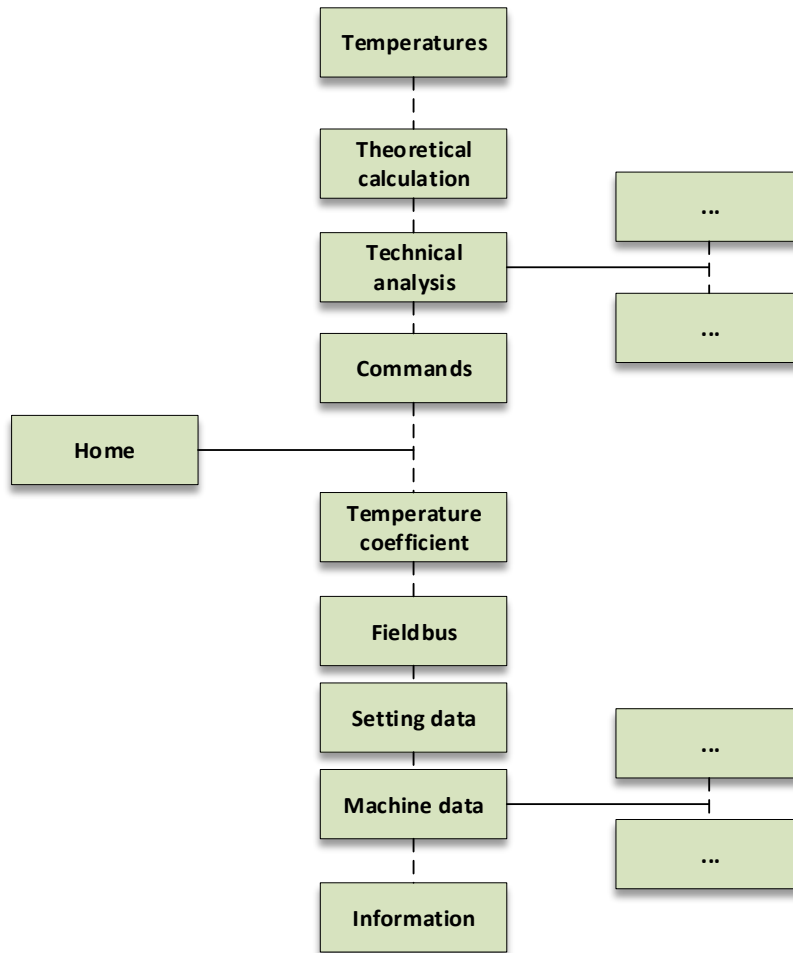 Temperatures
Theoretical
calculation
...
Technical
analysis
...
Commands
Home
Temperature
coefficient
Fieldbus
Setting data
...
Machine data
...
Information